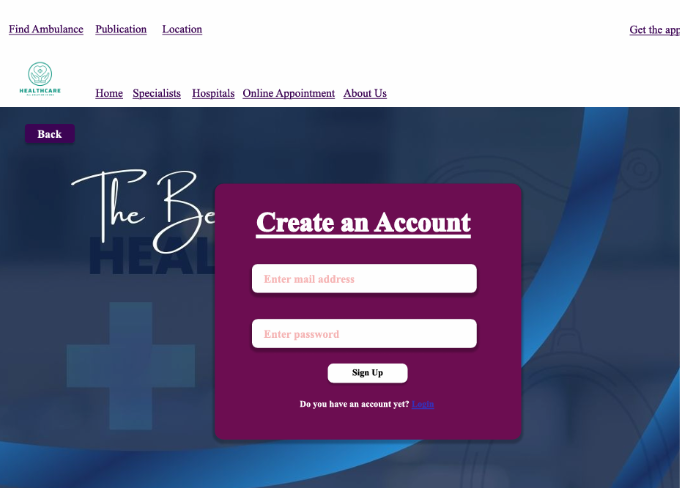 Find Ambulance Publication Location Get the app
HEALTHCARE
Home Specialists Hospitals Online Appointment About Us
Back
The Be
HEAL
Create an Account
Enter mail address
Enter password
Sign Up
Do you have an account yet? Login